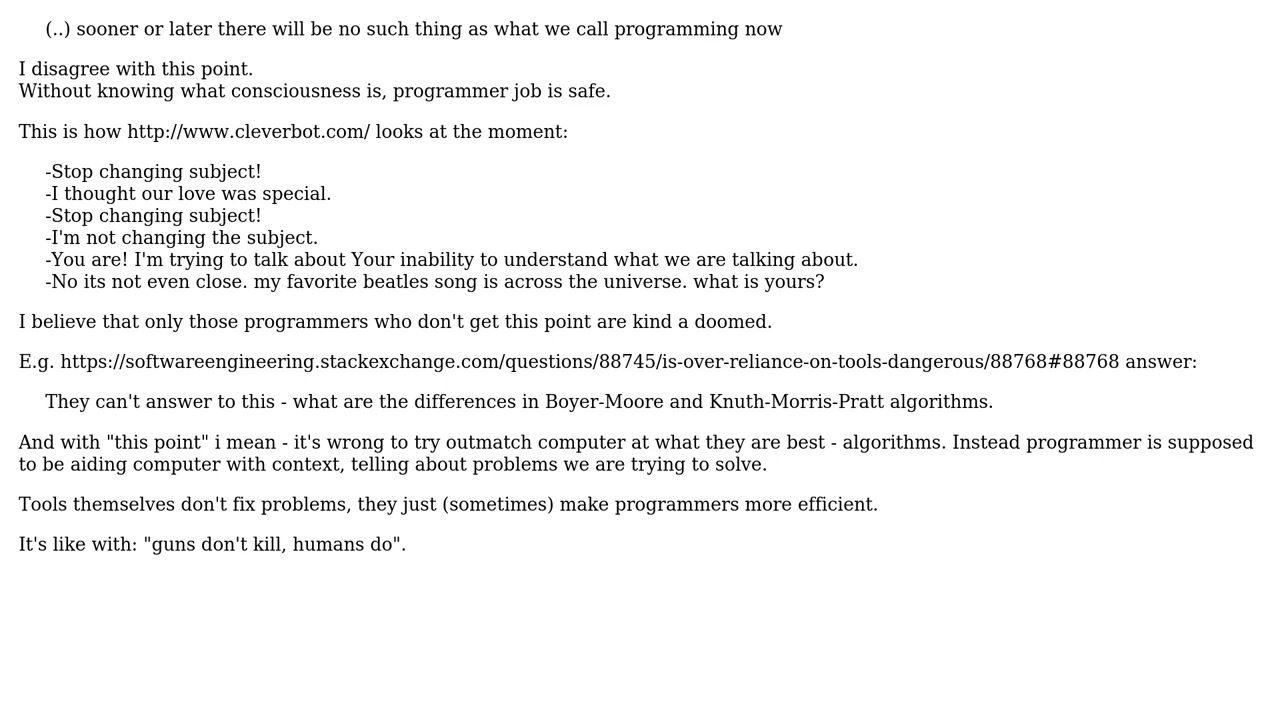 (..) sooner or later there will be no such thing as what we call programming now
I disagree with this point.
Without knowing what consciousness is, programmer job is safe.
This is how http://www.cleverbot.com/ looks at the moment:
-Stop changing subject!
-I thought our love was special.
-Stop changing subject!
-I'm not changing the subject.
-You are! I'm trying to talk about Your inability to understand what we are talking about.
-No its not even close. my favorite beatles song is across the universe. what is yours?
I believe that only those programmers who don't get this point are kind a doomed.
E.g. https://softwareengineering.stackexchange.com/questions/88745/is-over-reliance-on-tools-dangerous/88768#88768 answer:
They can't answer to this - what are the differences in Boyer-Moore and Knuth-Morris-Pratt algorithms.
And with "this point" i mean - it's wrong to try outmatch computer at what they are best - algorithms. Instead programmer is supposed
to be aiding computer with context, telling about problems we are trying to solve.
Tools themselves don't fix problems, they just (sometimes) make programmers more efficient.
It's like with: "guns don't kill, humans do".